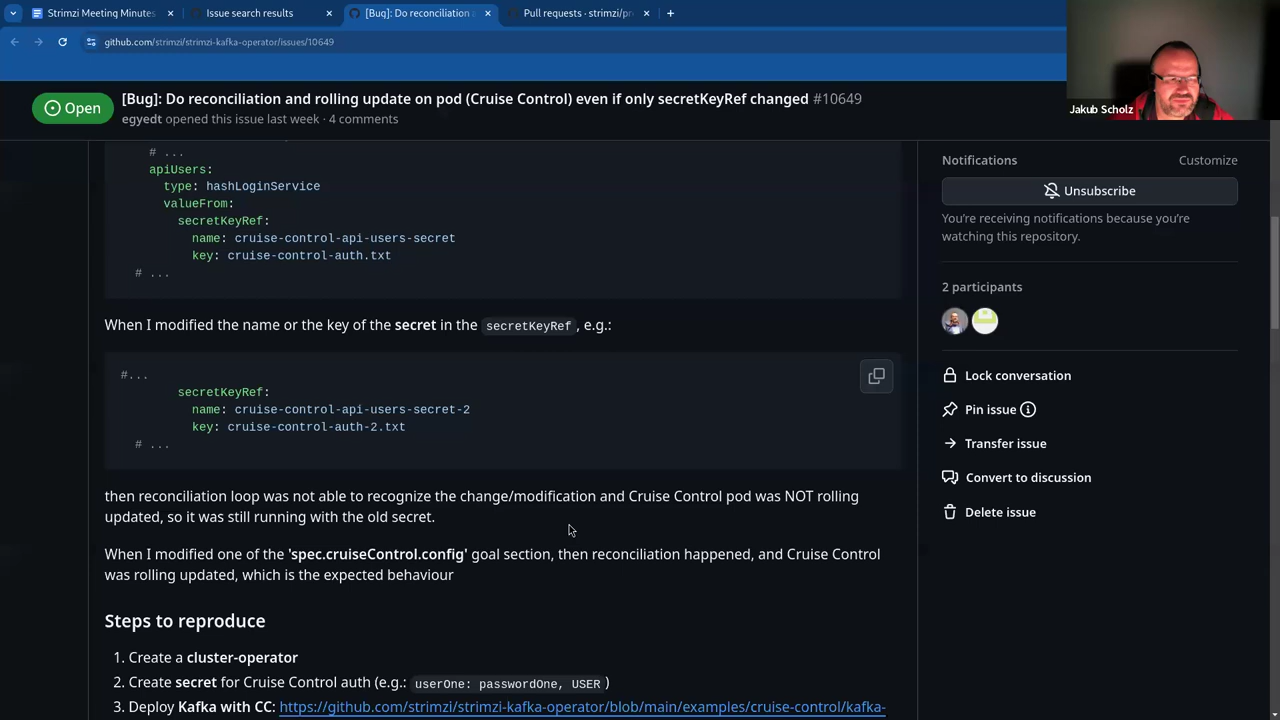 Strimzi Meeting Minutes
Issue search results
[Bug]: Do reconciliation a
Pull requests · strimzi/pr
github.com/strimzi/strimzi-kafka-operator/issues/10649
Open
[Bug]: Do reconciliation and rolling update on pod (Cruise Control) even if only secretKeyRef changed #10649
egyedt opened this issue last week · 4 comments
Jakub Scholz
# ...
apiUsers:
type: hashLoginService
valueFrom:
secretKeyRef:
name: cruise-control-api-users-secret
key: cruise-control-auth.txt
# ...
When I modified the name or the key of the secret in the secretKeyRef, e.g.:
#...
secretKeyRef:
name: cruise-control-api-users-secret-2
key: cruise-control-auth-2.txt
# ...
then reconciliation loop was not able to recognize the change/modification and Cruise Control pod was NOT rolling
updated, so it was still running with the old secret.
When I modified one of the 'spec.cruiseControl.config' goal section, then reconciliation happened, and Cruise Control
was rolling updated, which is the expected behaviour
Steps to reproduce
1. Create a cluster-operator
2. Create secret for Cruise Control auth (e.g.: userOne: passwordOne, USER)
3. Deploy Kafka with CC: https://github.com/strimzi/strimzi-kafka-operator/blob/main/examples/cruise-control/kafka-
Notifications
Customize
Unsubscribe
You're receiving notifications because you're
watching this repository.
2 participants
Lock conversation
Pin issue
Transfer issue
Convert to discussion
Delete issue